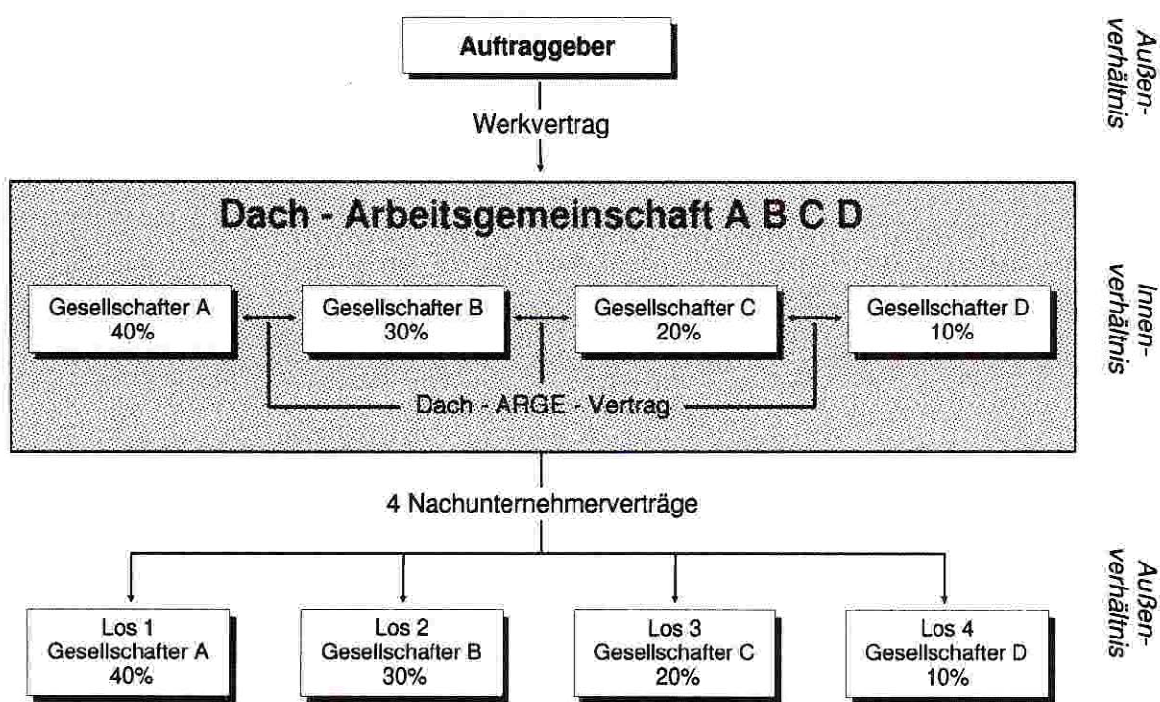 Auftraggeber
Außen-
verhältnis
Werkvertrag
Dach - Arbeitsgemeinschaft A B C D
Gesellschafter A
40%
Gesellschafter B
30%
Gesellschafter C
20%
Gesellschafter D
10%
Innen-
verhältnis
Dach - ARGE - Vertrag
4 Nachunternehmerverträge
Außen-
verhältnis
Los 1
Gesellschafter A
40%
Los 2
Gesellschafter B
30%
Los 3
Gesellschafter C
20%
Los 4
Gesellschafter D
10%